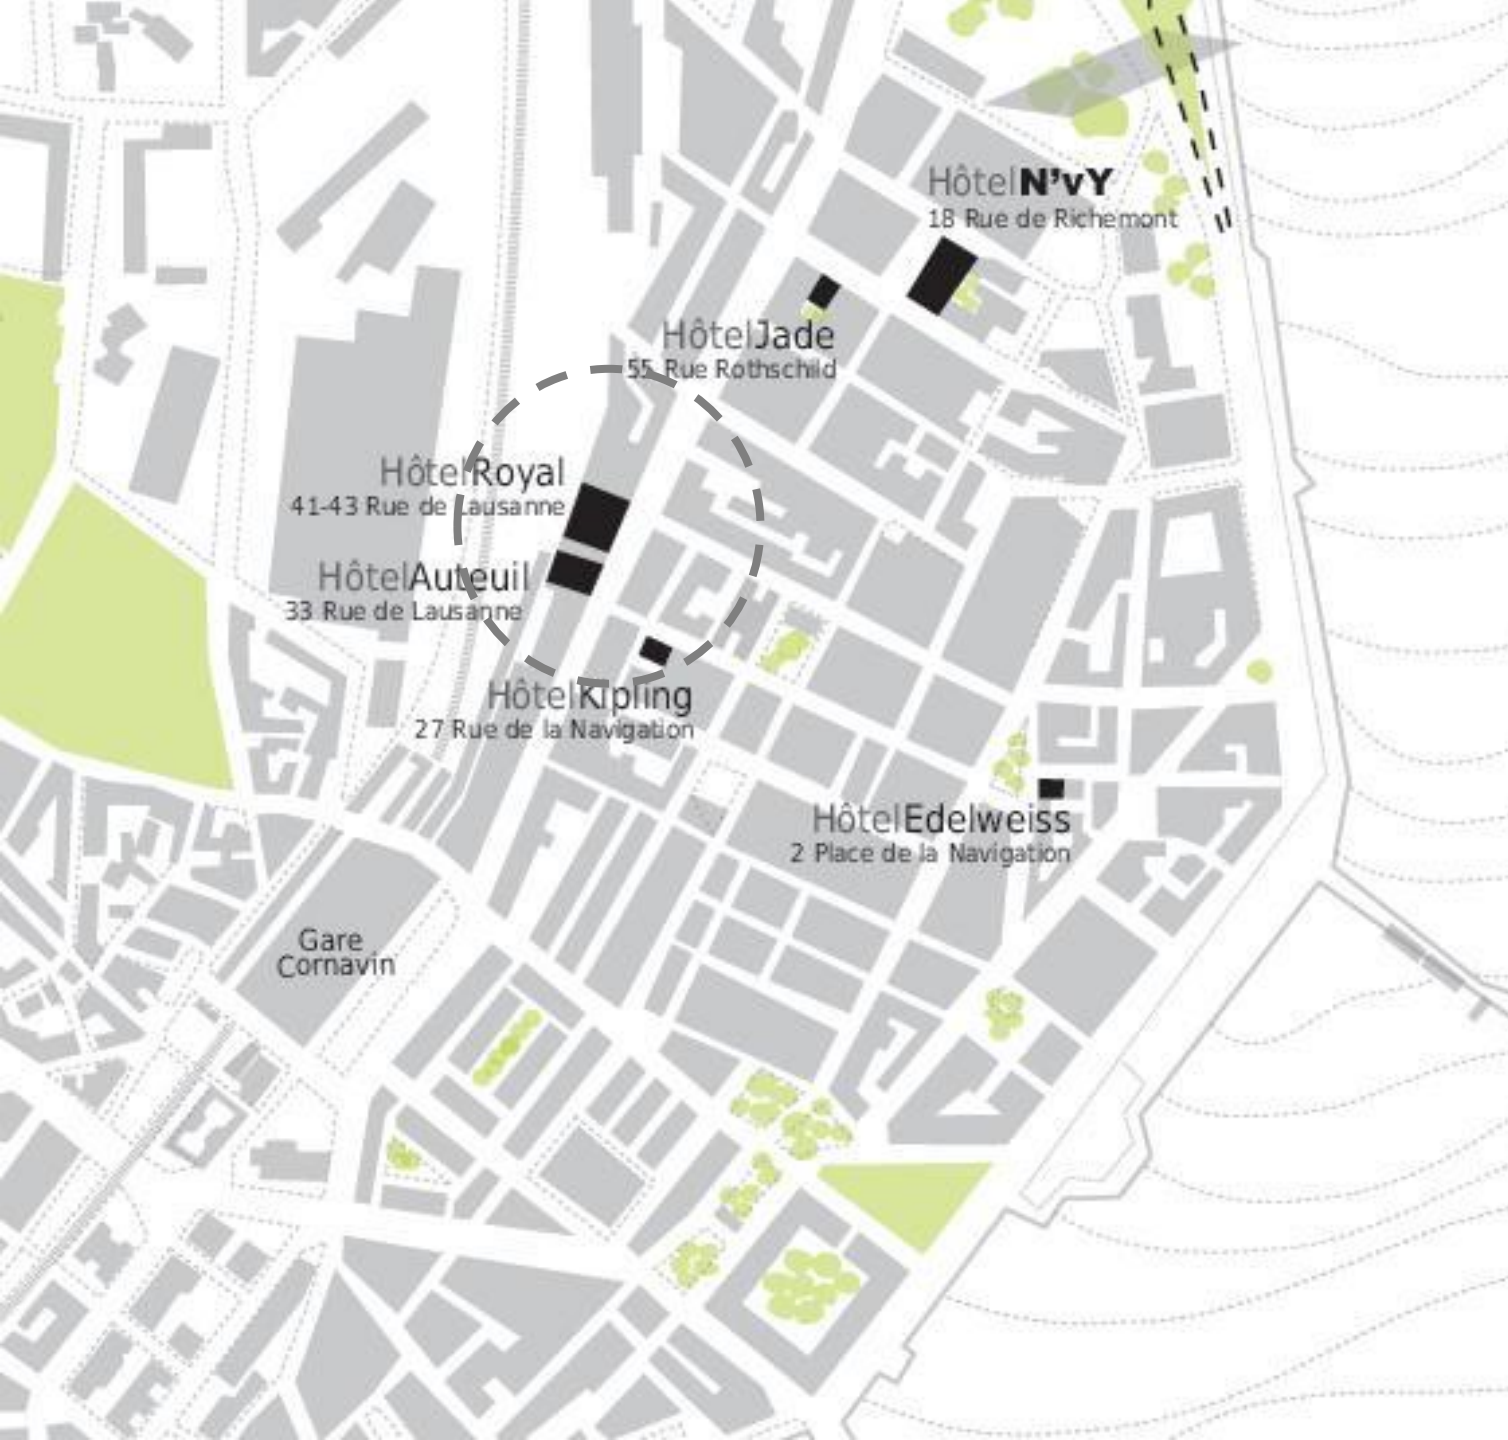 HôtelN'vY
18 Rue de Richemont
HôtelJade
55 Rue Rothschild
HôtelRoyal
41-43 Rue de Lausanne
HôtelAuteuil
33 Rue de Lausanne
HôtelKipling
27 Rue de la Navigation
HôtelEdelweiss
2 Place de la Navigation
Gare
Cornavin